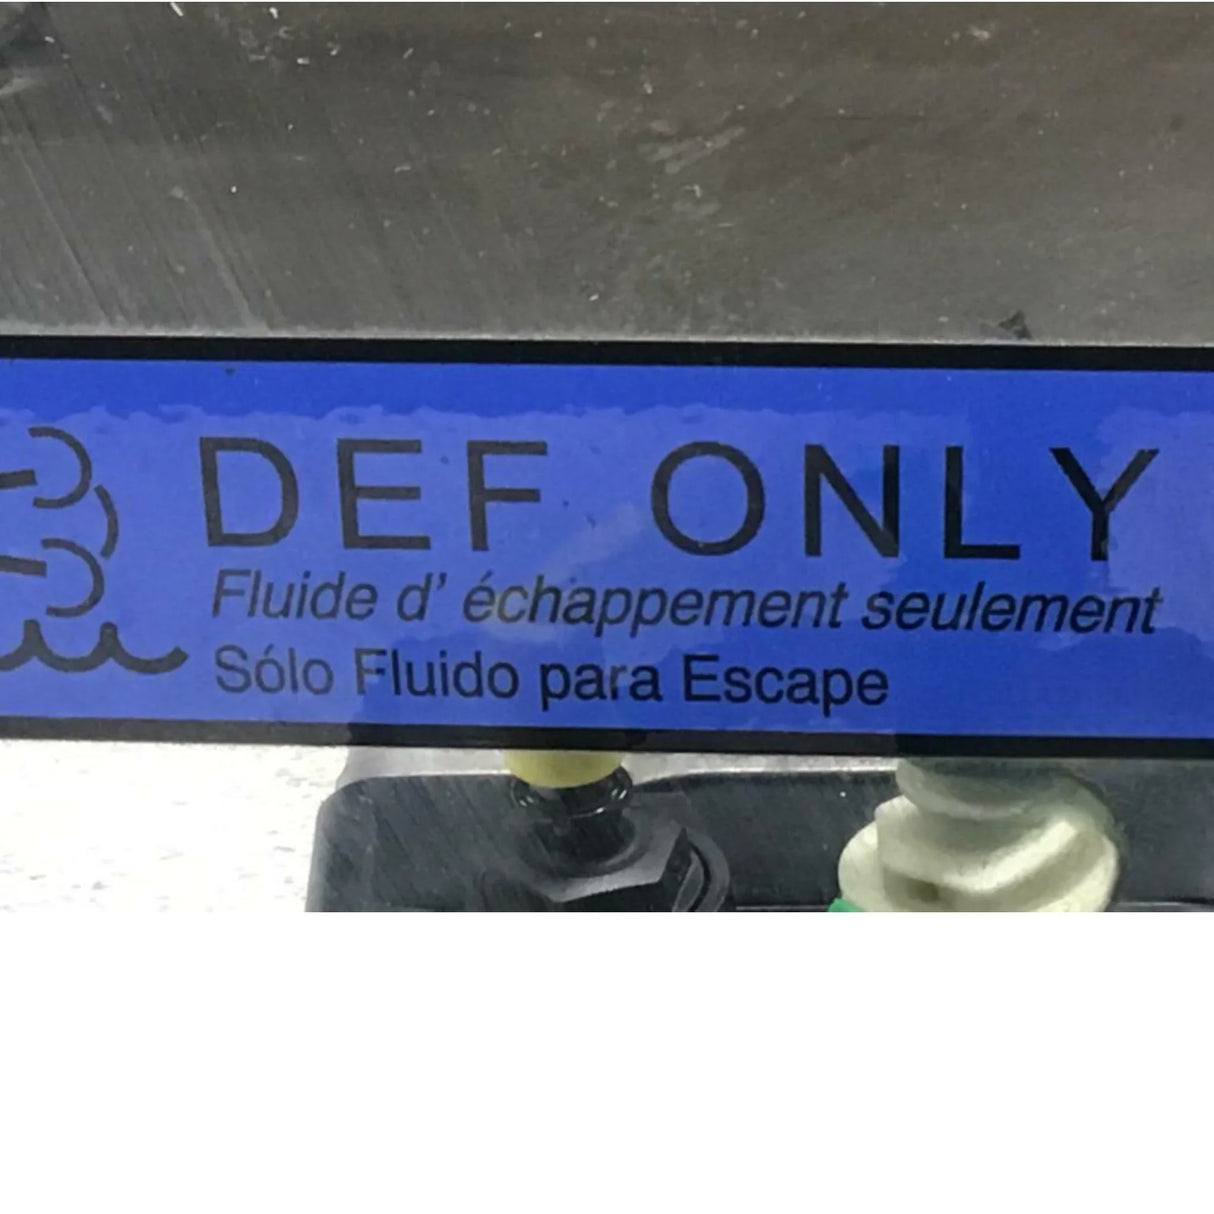 DEF ONLY
Fluide d' échappement seulement
Sólo Fluido para Escape